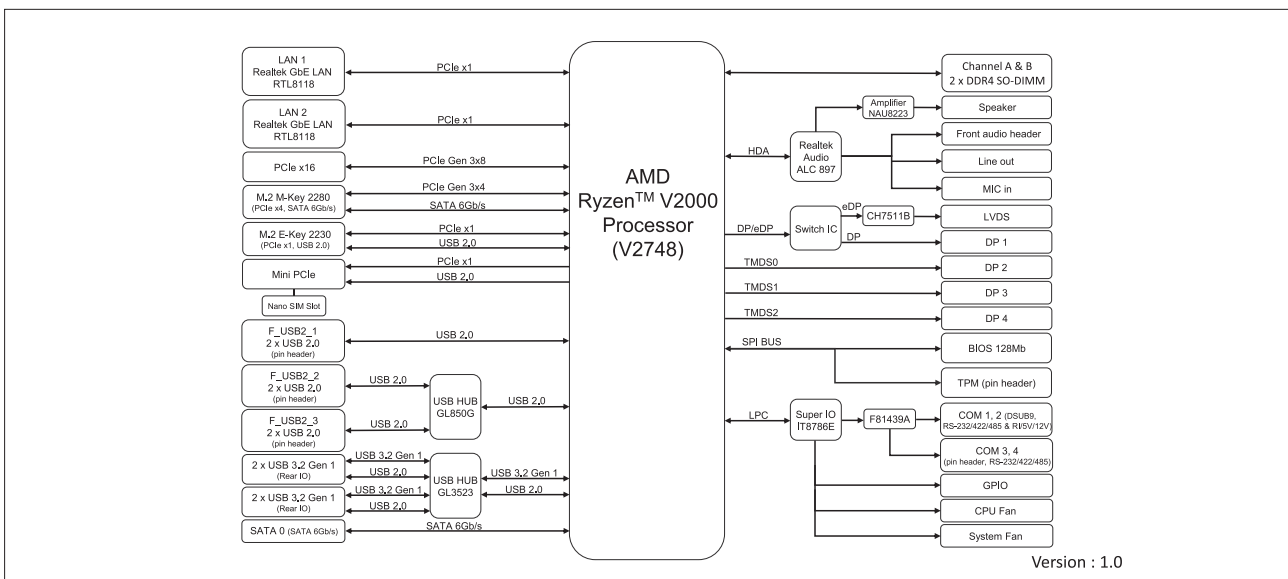 LAN 1
Realtek GbE LAN
RTL8118
PCIe x1
LAN 2
Realtek GbE LAN
RTL8118
PCIe x1
PCIe x16
PCIe Gen 3x8
M.2 M-Key 2280
(PCIe x4, SATA 6Gb/s)
PCIe Gen 3x4
SATA 6Gb/s
M.2 E-Key 2230
(PCIe x1, USB 2.0)
PCIe x1
USB 2.0
Mini PCIe
PCIe x1
USB 2.0
Nano SIM Slot
F_USB2_1
2 x USB 2.0
(pin header)
USB 2.0
F_USB2_2
2 x USB 2.0
(pin header)
USB 2.0
F_USB2_3
2 x USB 2.0
(pin header)
USB 2.0
USB HUB
GL850G
USB 2.0
2 x USB 3.2 Gen 1
(Rear IO)
USB 3.2 Gen 1
USB 2.0
2 x USB 3.2 Gen 1
(Rear IO)
USB 3.2 Gen 1
USB 2.0
USB HUB
GL3523
USB 3.2 Gen 1
USB 2.0
SATA 0 (SATA 6Gb/s)
SATA 6Gb/s
AMD
Ryzen™ V2000
Processor
(V2748)
Channel A & B
2 x DDR4 SO-DIMM
HDA
Realtek
Audio
ALC 897
Amplifier
NAU8223
Speaker
Front audio header
Line out
MIC in
DP/eDP
Switch IC
eDP
CH7511B
LVDS
DP
DP 1
TMDS0
DP 2
TMDS1
DP 3
TMDS2
DP 4
SPI BUS
BIOS 128Mb
TPM (pin header)
LPC
Super IO
IT8786E
F81439A
COM 1, 2 (DSUB9,
RS-232/422/485 & RI/5V/12V)
COM 3, 4
(pin header, RS-232/422/485)
GPIO
CPU Fan
System Fan
Version : 1.0